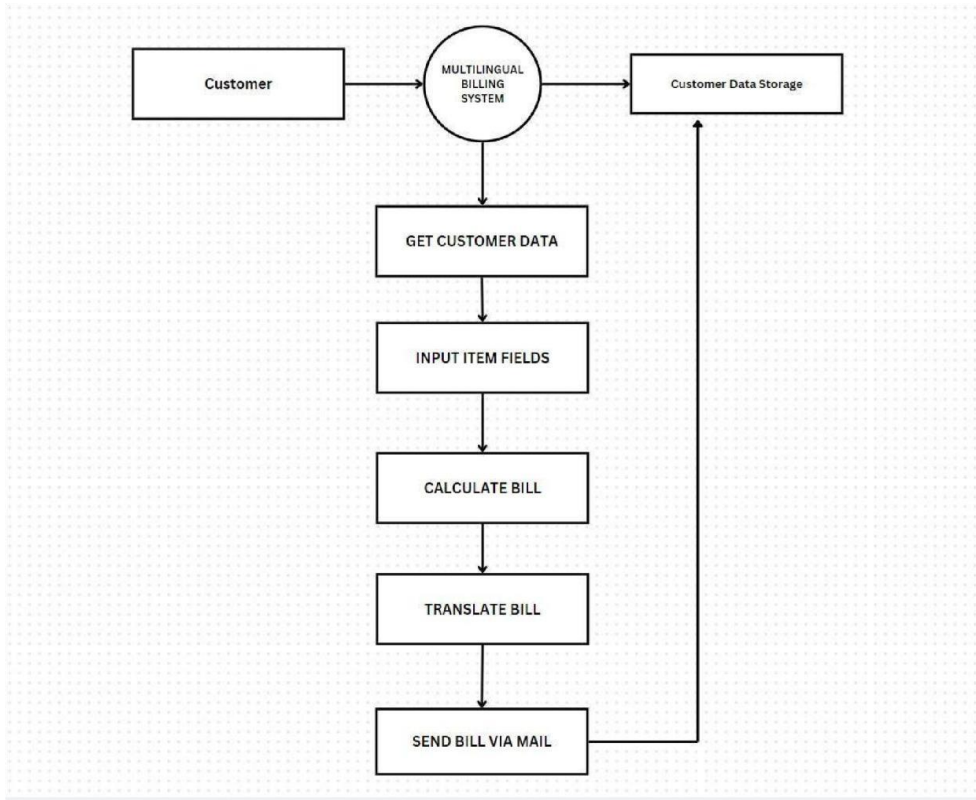 Customer
MULTILINGUAL
BILLING
SYSTEM
Customer Data Storage
GET CUSTOMER DATA
INPUT ITEM FIELDS
CALCULATE BILL
TRANSLATE BILL
SEND BILL VIA MAIL